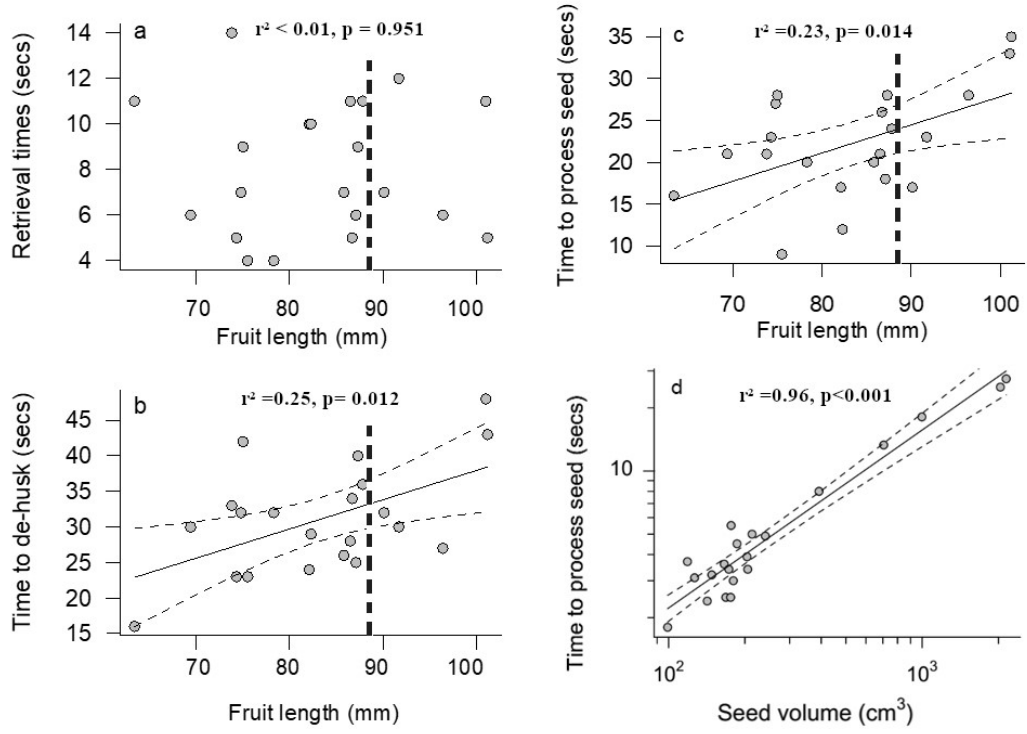 a
r² < 0.01, p = 0.951
Retrieval times (secs)
14
12
10
8
6
4
70
80
90
100
Fruit length (mm)
c
r² =0.23, p= 0.014
Time to process seed (secs)
35
30
25
20
15
10
70
80
90
100
Fruit length (mm)
b
r² =0.25, p= 0.012
Time to de-husk (secs)
45
40
35
30
25
20
15
70
80
90
100
Fruit length (mm)
d
r² =0.96, p<0.001
Time to process seed (secs)
10
10²
10³
Seed volume (cm³)